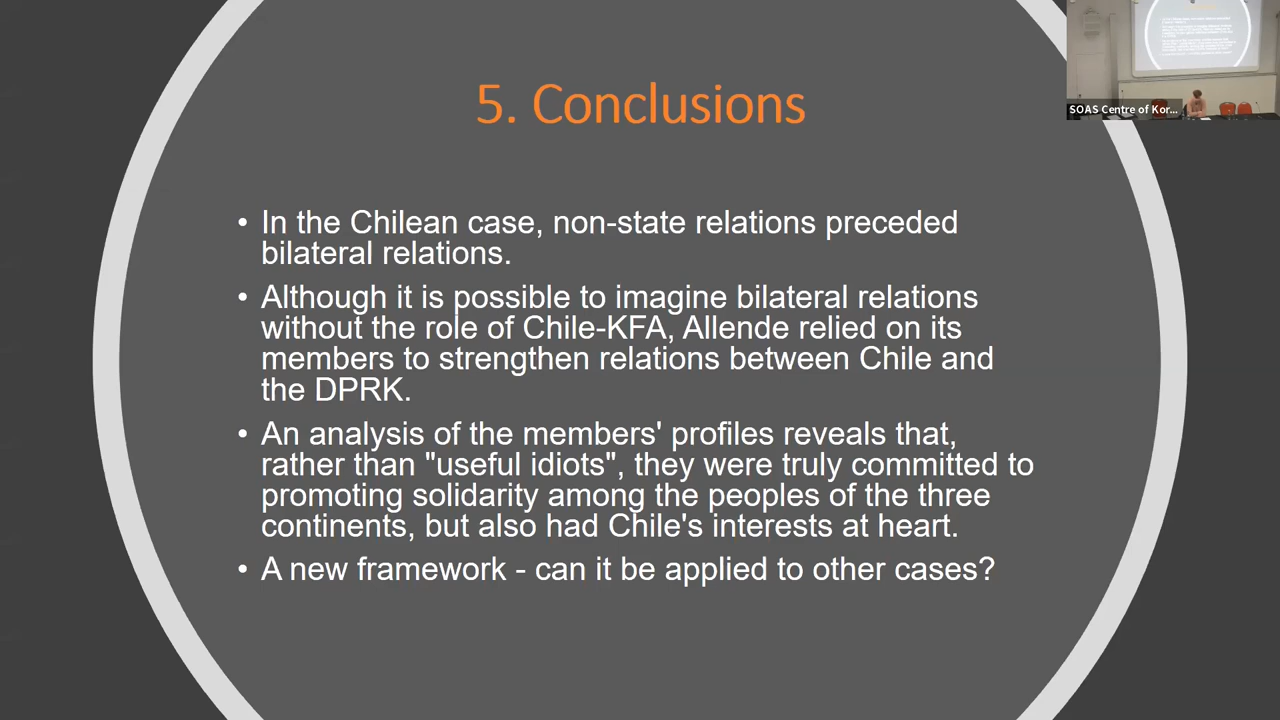 5. Conclusions
SOAS Centre of Kor...
• In the Chilean case, non-state relations preceded
bilateral relations.
• Although it is possible to imagine bilateral relations
without the role of Chile-KFA, Allende relied on its
members to strengthen relations between Chile and
the DPRK.
• An analysis of the members' profiles reveals that,
rather than "useful idiots", they were truly committed to
promoting solidarity among the peoples of the three
continents, but also had Chile's interests at heart.
• A new framework - can it be applied to other cases?